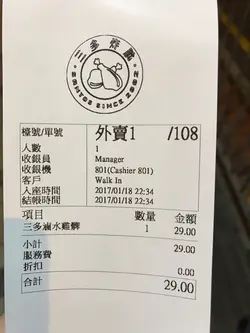 三多炸雞
SAMTOR SINCE 2002
檯號/單號 外賣1 /108
人數 1
收銀員 Manager
收銀機 801(Cashier 801)
客戶 Walk In
入座時間 2017/01/18 22:34
結帳時間 2017/01/18 22:34
項目 數量 金額
三多滷水雞髀 1 29.00
小計 29.00
服務費
折扣 0.00
合計 29.00